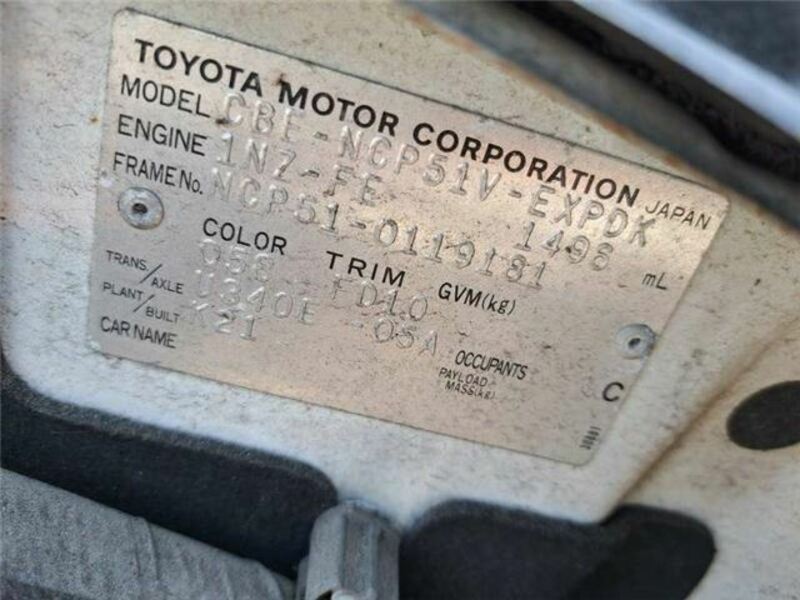 TOYOTA MOTOR CORPORATION JAPAN
MODEL CBE-NCP51V-EXPDK
ENGINE 1NZ-FE 1496 mL
FRAME No. NCP51-0119181
COLOR TRIM GVM(kg)
058 FD10
TRANS/AXLE U340E -05A
PLANT/BUILT K21 OCCUPANTS
CAR NAME PAYLOAD
MASS(kg)
C